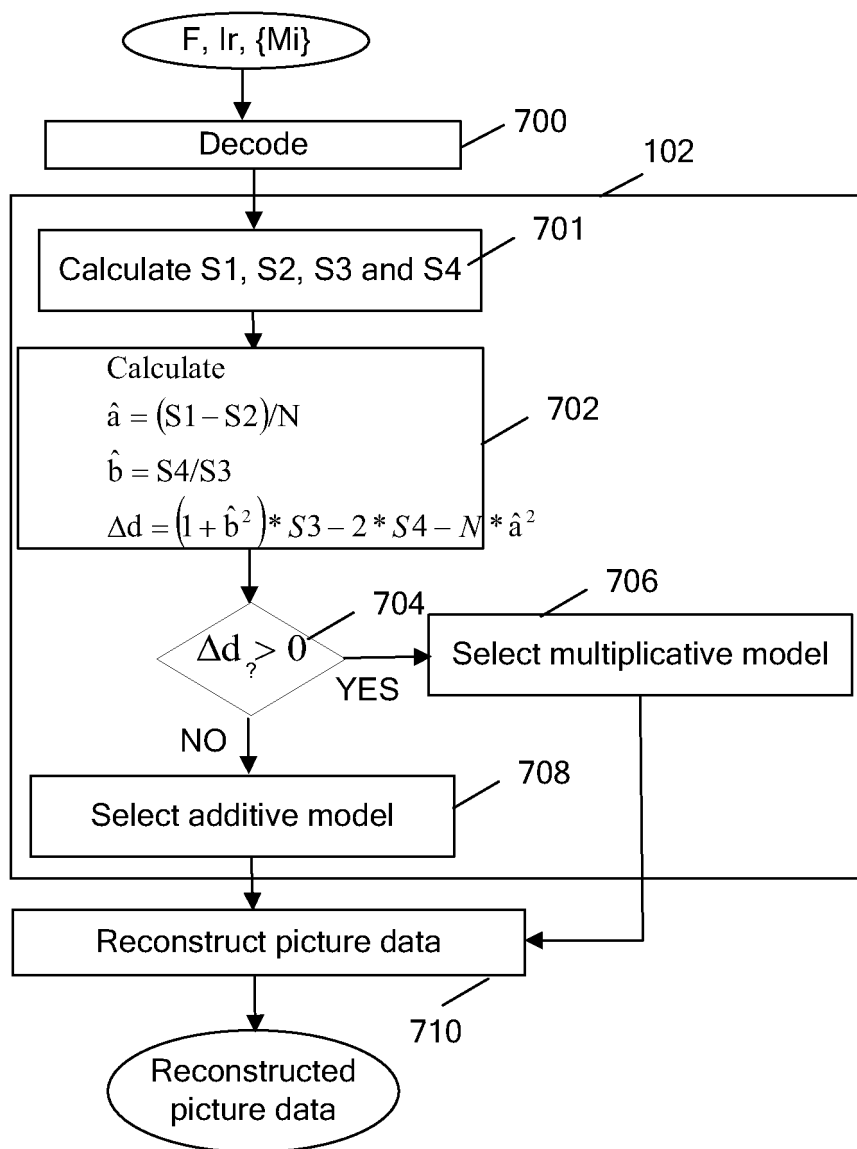 F, Ir, {Mi}
700
Decode
102
701
Calculate S1, S2, S3 and S4
Calculate
â = (S1 − S2)/N
702
b̂ = S4/S3
Δd = (1 + b̂²) * S3 − 2 * S4 − N * â²
704
706
Δd > 0
?
Select multiplicative model
YES
NO
708
Select additive model
Reconstruct picture data
710
Reconstructed
picture data